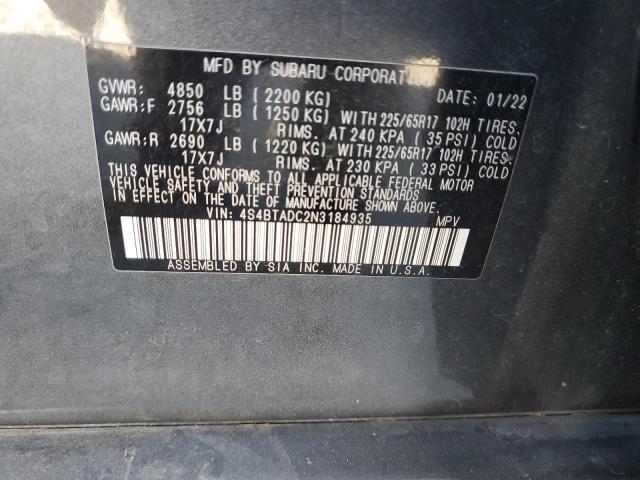 MFD BY SUBARU CORPORATION
GVWR: 4850 LB ( 2200 KG) DATE: 01/22
GAWR:F 2756 LB ( 1250 KG) WITH 225/65R17 102H TIRES.
17X7J RIMS. AT 240 KPA ( 35 PSI) COLD
GAWR:R 2690 LB ( 1220 KG) WITH 225/65R17 102H TIRES.
17X7J RIMS. AT 230 KPA ( 33 PSI) COLD
THIS VEHICLE CONFORMS TO ALL APPLICABLE FEDERAL MOTOR
VEHICLE SAFETY AND THEFT PREVENTION STANDARDS
IN EFFECT ON THE DATE OF MANUFACTURE SHOWN ABOVE.
VIN: 4S4BTADC2N3184935 MPV
ASSEMBLED BY SIA INC. MADE IN U.S.A.